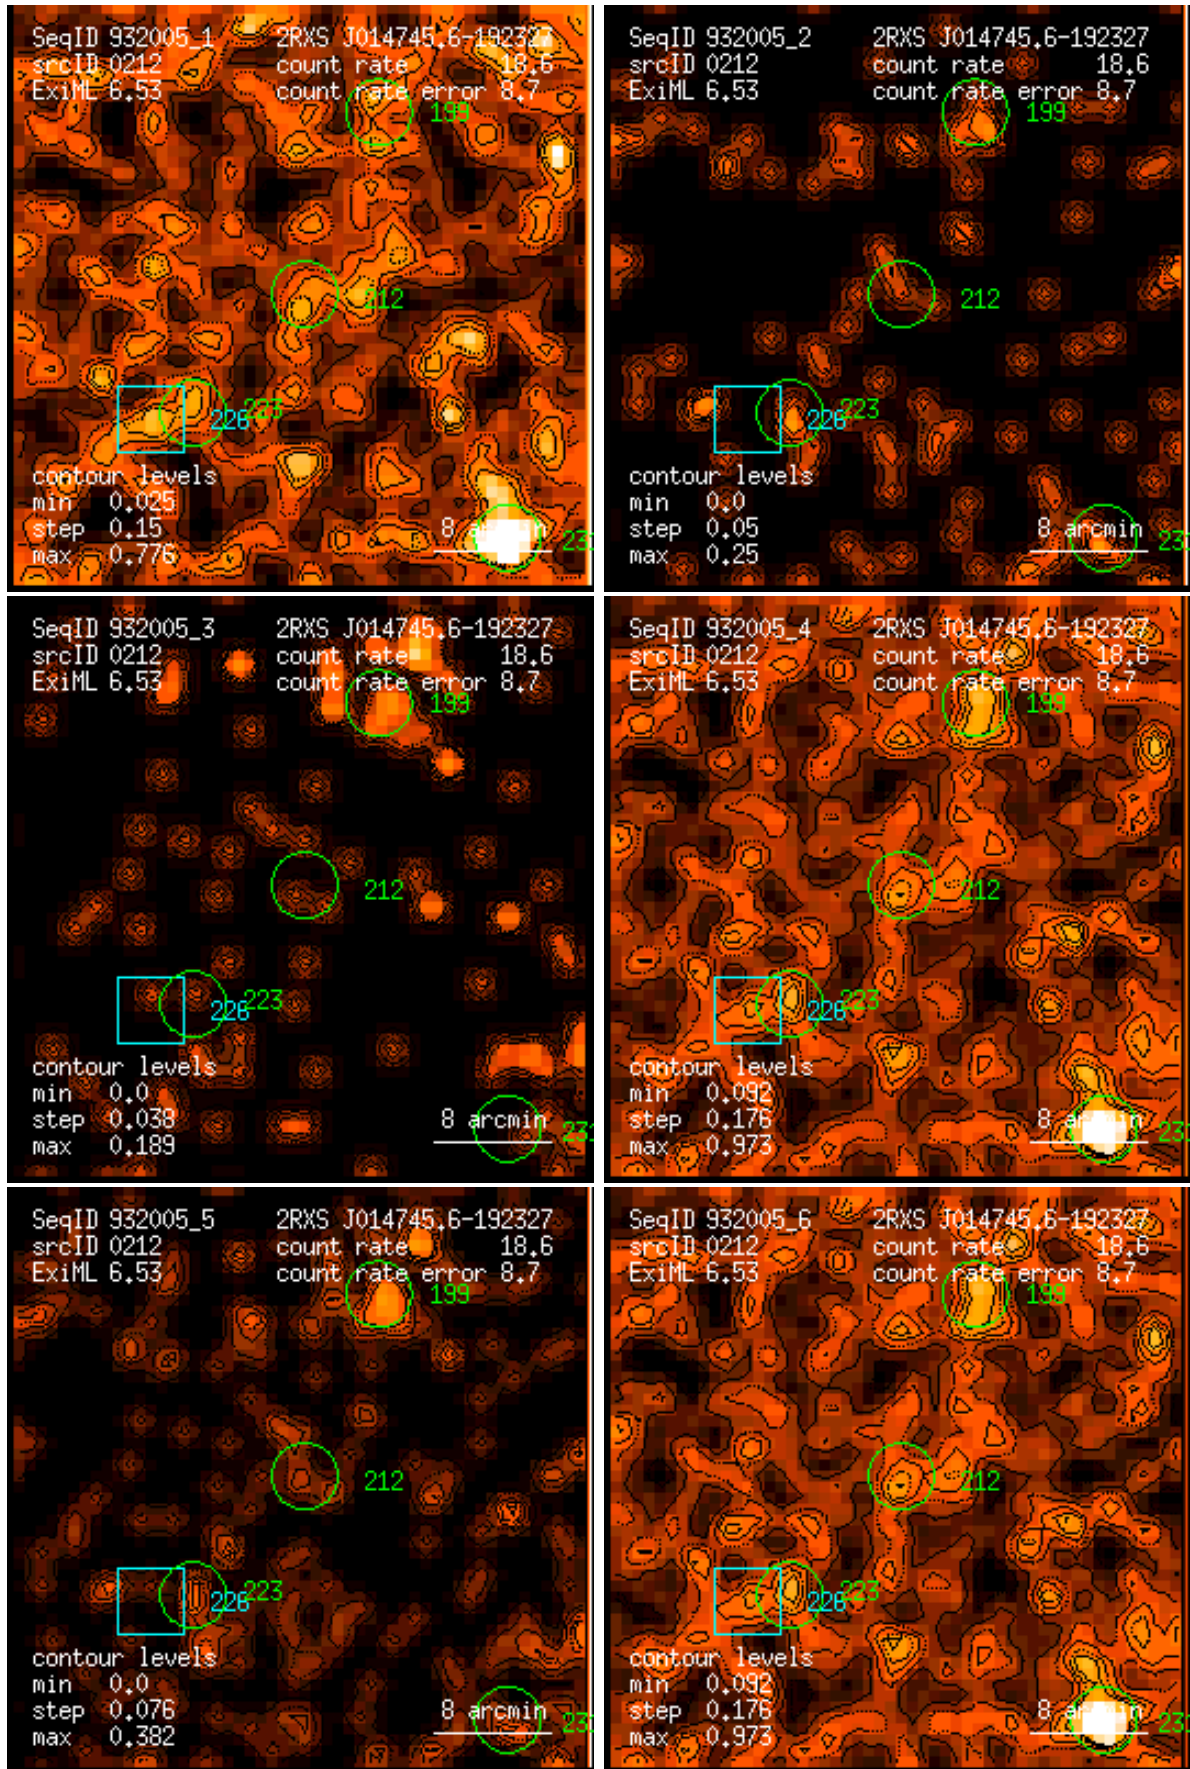 SeqID 932005_1 2RXS J014745.6-192327
srcID 0212 count rate 18.6
ExiML 6.53 count rate error 8.7
199
212
223
226
contour levels
min 0.025
step 0.15
max 0.776
8 arcmin
SeqID 932005_2 2RXS J014745.6-192327
srcID 0212 count rate 18.6
ExiML 6.53 count rate error 8.7
199
212
223
226
contour levels
min 0.0
step 0.05
max 0.25
8 arcmin
SeqID 932005_3 2RXS J014745.6-192327
srcID 0212 count rate 18.6
ExiML 6.53 count rate error 8.7
199
212
223
226
contour levels
min 0.0
step 0.038
max 0.189
8 arcmin
SeqID 932005_4 2RXS J014745.6-192327
srcID 0212 count rate 18.6
ExiML 6.53 count rate error 8.7
199
212
223
226
contour levels
min 0.092
step 0.176
max 0.973
8 arcmin
SeqID 932005_5 2RXS J014745.6-192327
srcID 0212 count rate 18.6
ExiML 6.53 count rate error 8.7
199
212
223
226
contour levels
min 0.0
step 0.076
max 0.382
8 arcmin
SeqID 932005_6 2RXS J014745.6-192327
srcID 0212 count rate 18.6
ExiML 6.53 count rate error 8.7
199
212
223
226
contour levels
min 0.092
step 0.176
max 0.973
8 arcmin